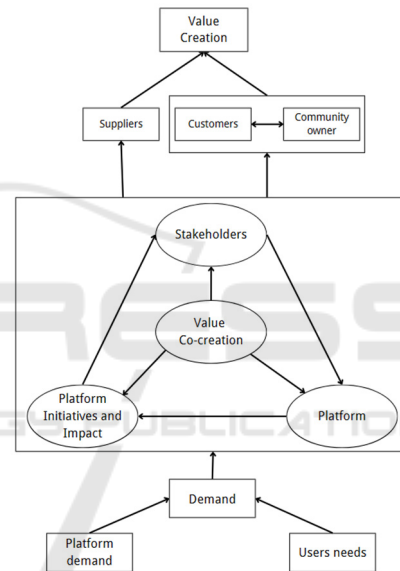 Value
Creation
Suppliers
Customers
Community
owner
Stakeholders
Value
Co-creation
Platform
Initiatives and
Impact
Platform
Demand
Platform
demand
Users needs